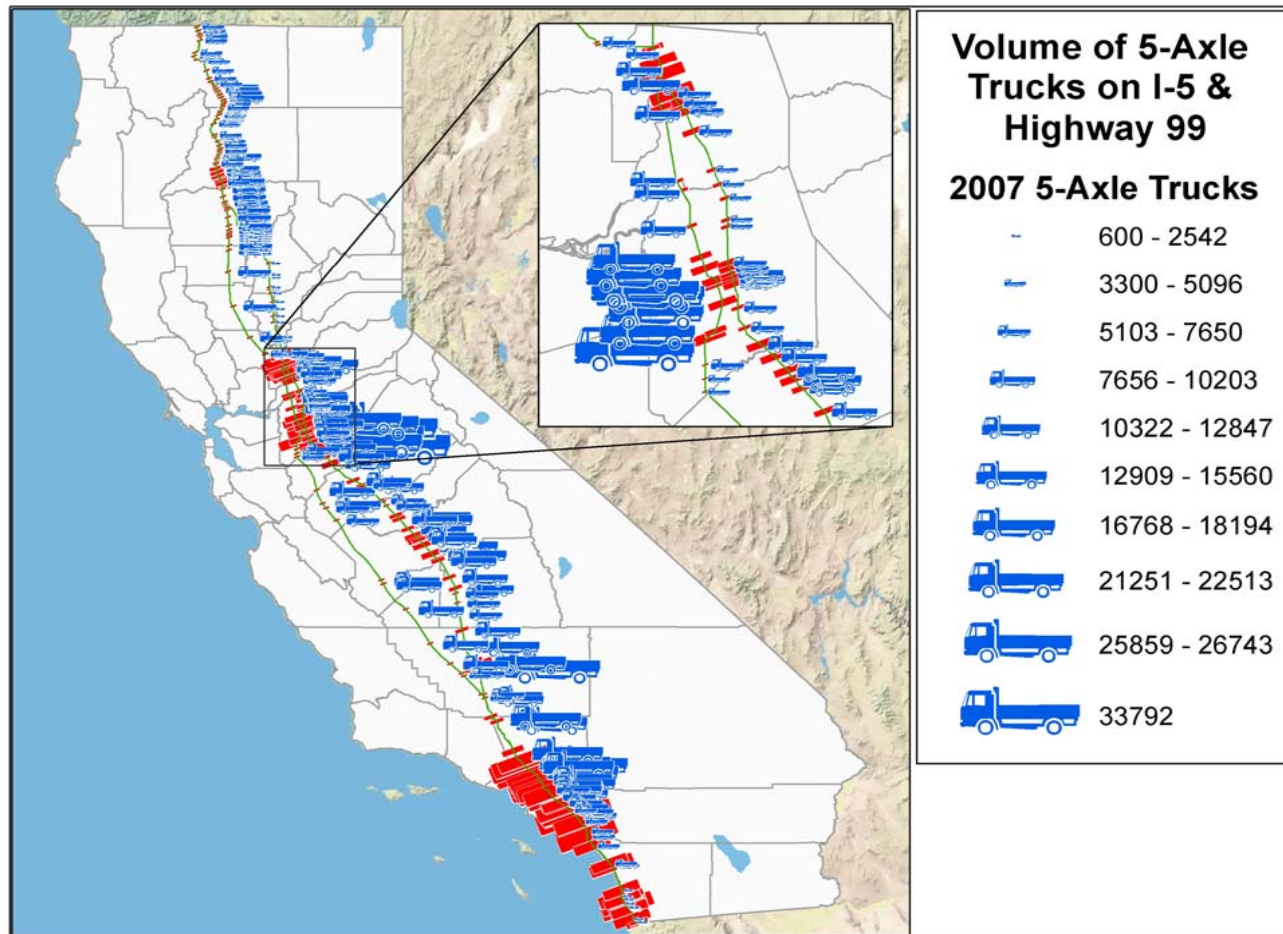 Volume of 5-Axle
Trucks on I-5 &
Highway 99
2007 5-Axle Trucks
600 - 2542
3300 - 5096
5103 - 7650
7656 - 10203
10322 - 12847
12909 - 15560
16768 - 18194
21251 - 22513
25859 - 26743
33792